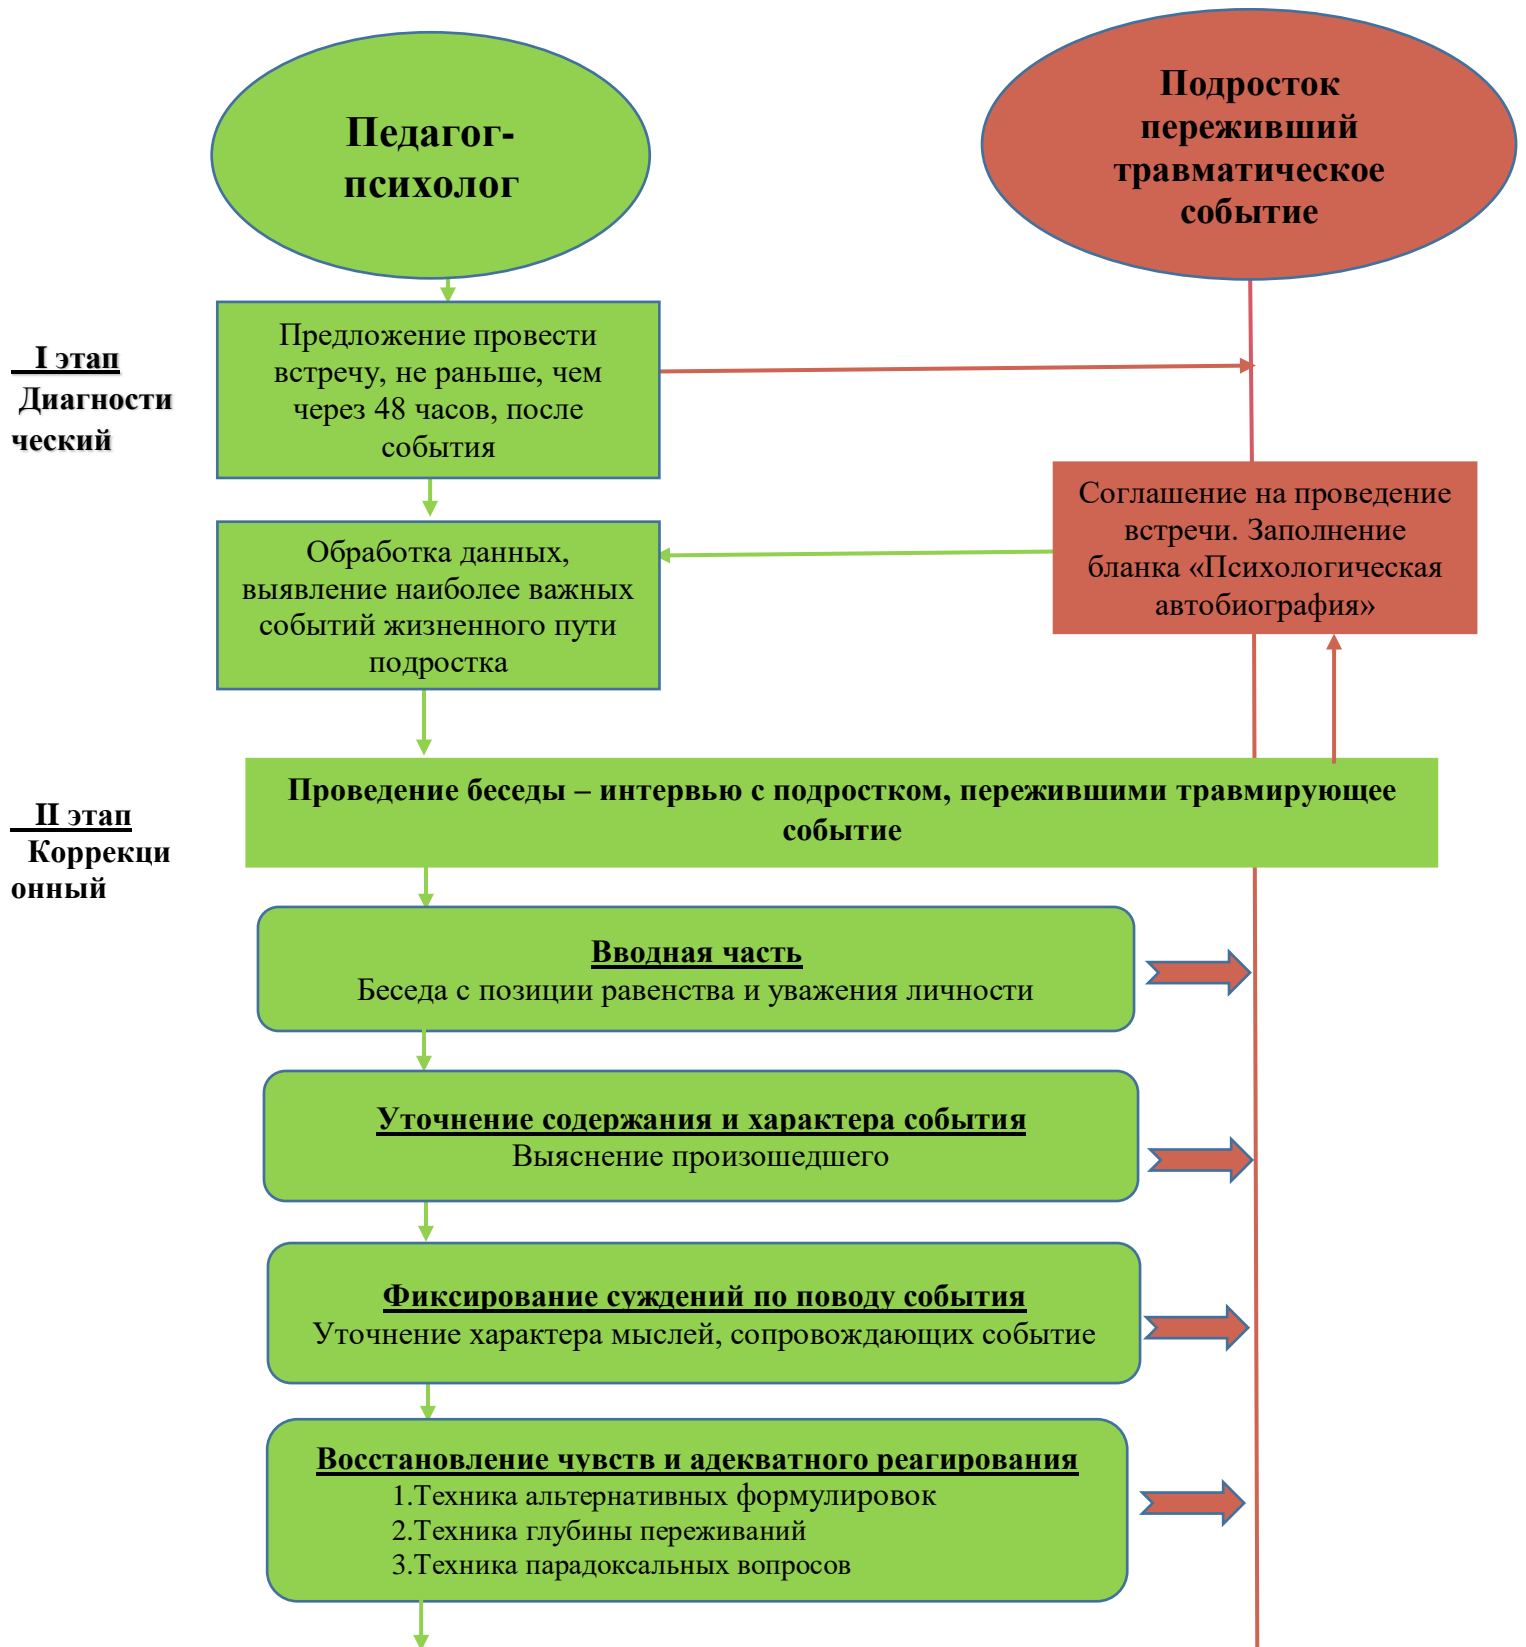 Педагог-
психолог
Подросток
переживший
травматическое
событие
I этап
Диагности
ческий
Предложение провести
встречу, не раньше, чем
через 48 часов, после
события
Соглашение на проведение
встречи. Заполнение
бланка «Психологическая
автобиография»
Обработка данных,
выявление наиболее важных
событий жизненного пути
подростка
II этап
Коррекци
онный
Проведение беседы – интервью с подростком, пережившими травмирующее
событие
Вводная часть
Беседа с позиции равенства и уважения личности
Уточнение содержания и характера события
Выяснение произошедшего
Фиксирование суждений по поводу события
Уточнение характера мыслей, сопровождающих событие
Восстановление чувств и адекватного реагирования
1.Техника альтернативных формулировок
2.Техника глубины переживаний
3.Техника парадоксальных вопросов